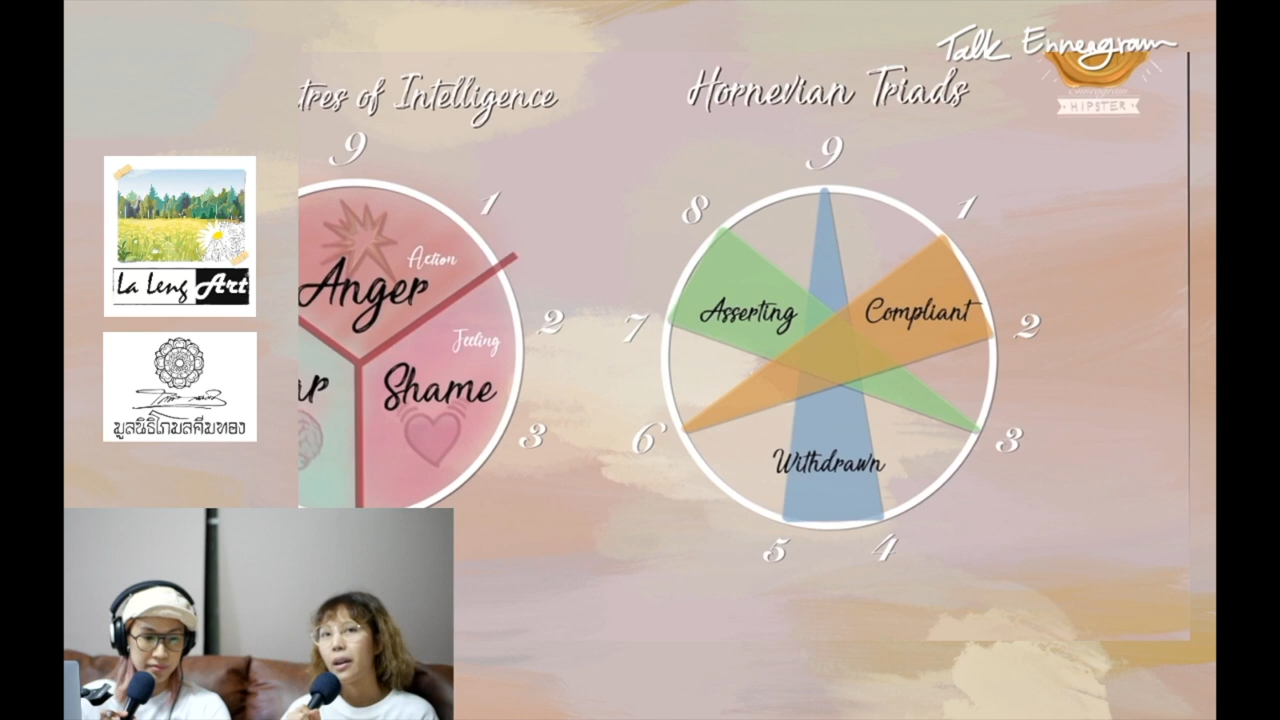 Talk Enneagram
HIPSTER
tres of Intelligence
9
1
2
3
Action
Anger
Feeling
Shame
ar
Hornevian Triads
9
8
1
7
2
6
3
5
4
Asserting
Compliant
Withdrawn
La Leng Art
มูลนิธิโกมลคีมทอง